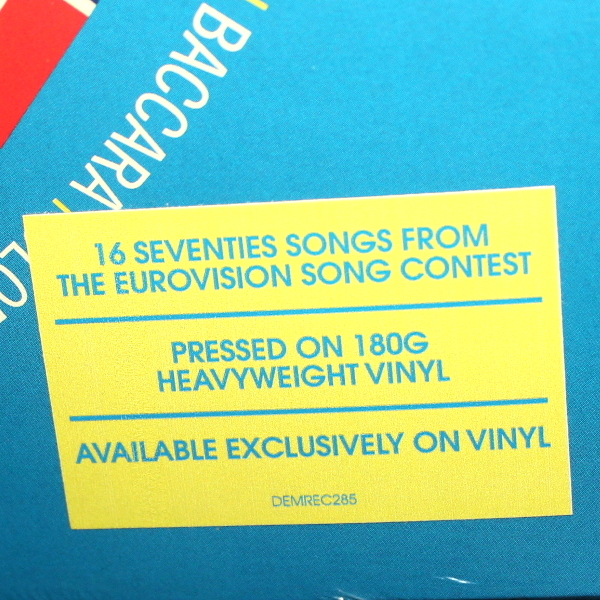 BACCARA
16 SEVENTIES SONGS FROM
THE EUROVISION SONG CONTEST
PRESSED ON 180G
HEAVYWEIGHT VINYL
AVAILABLE EXCLUSIVELY ON VINYL
DEMREC285